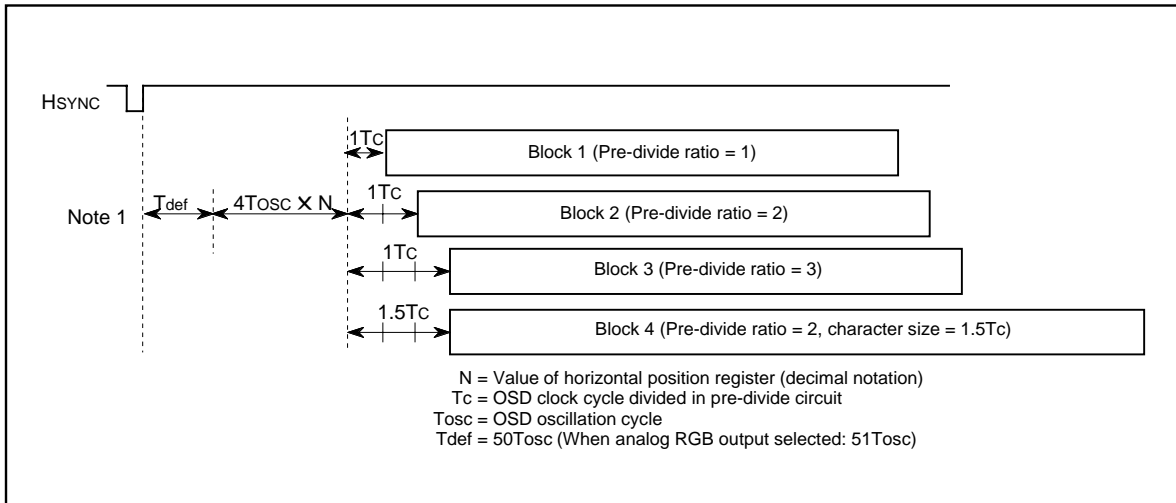 HSYNC
1TC
Block 1 (Pre-divide ratio = 1)
Note 1
Tdef
4TOSC × N
1TC
Block 2 (Pre-divide ratio = 2)
1TC
Block 3 (Pre-divide ratio = 3)
1.5TC
Block 4 (Pre-divide ratio = 2, character size = 1.5Tc)
N = Value of horizontal position register (decimal notation)
Tc = OSD clock cycle divided in pre-divide circuit
Tosc = OSD oscillation cycle
Tdef = 50Tosc (When analog RGB output selected: 51Tosc)